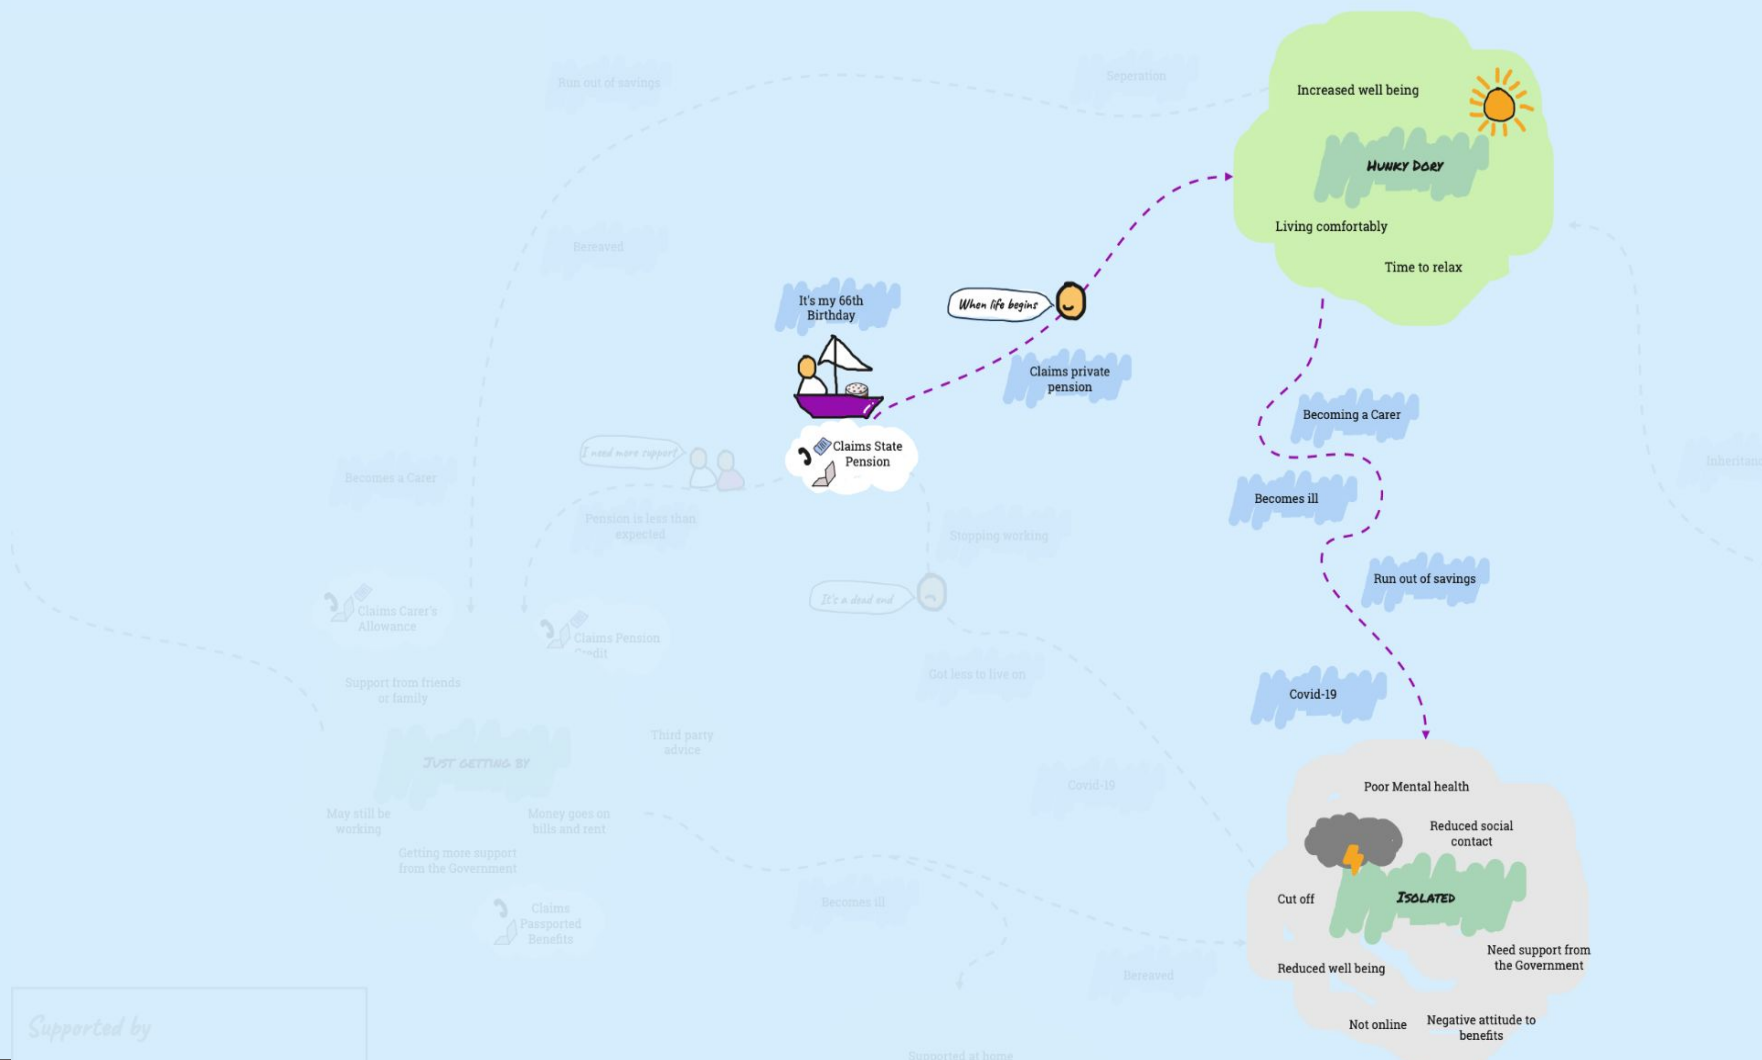 Run out of savings
Seperation
Increased well being
Hunky Dory
Living comfortably
Time to relax
Bereaved
It's my 66th
Birthday
When life begins
Claims private
pension
Becoming a Carer
I need more support
Claims State
Pension
Becomes a Carer
Becomes ill
Pension is less than
expected
Stopping working
Run out of savings
It's a dead end
Claims Carer's
Allowance
Claims Pension
Got less to live on
Support from friends
or family
Covid-19
Third party
advice
Just getting by
Covid-19
Poor Mental health
May still be
working
Money goes on
bills and rent
Reduced social
contact
Getting more support
from the Government
Becomes ill
Cut off
Isolated
Claims
Passported
Benefits
Need support from
the Government
Reduced well being
Bereaved
Supported by
Not online
Negative attitude to
benefits
Supported at home